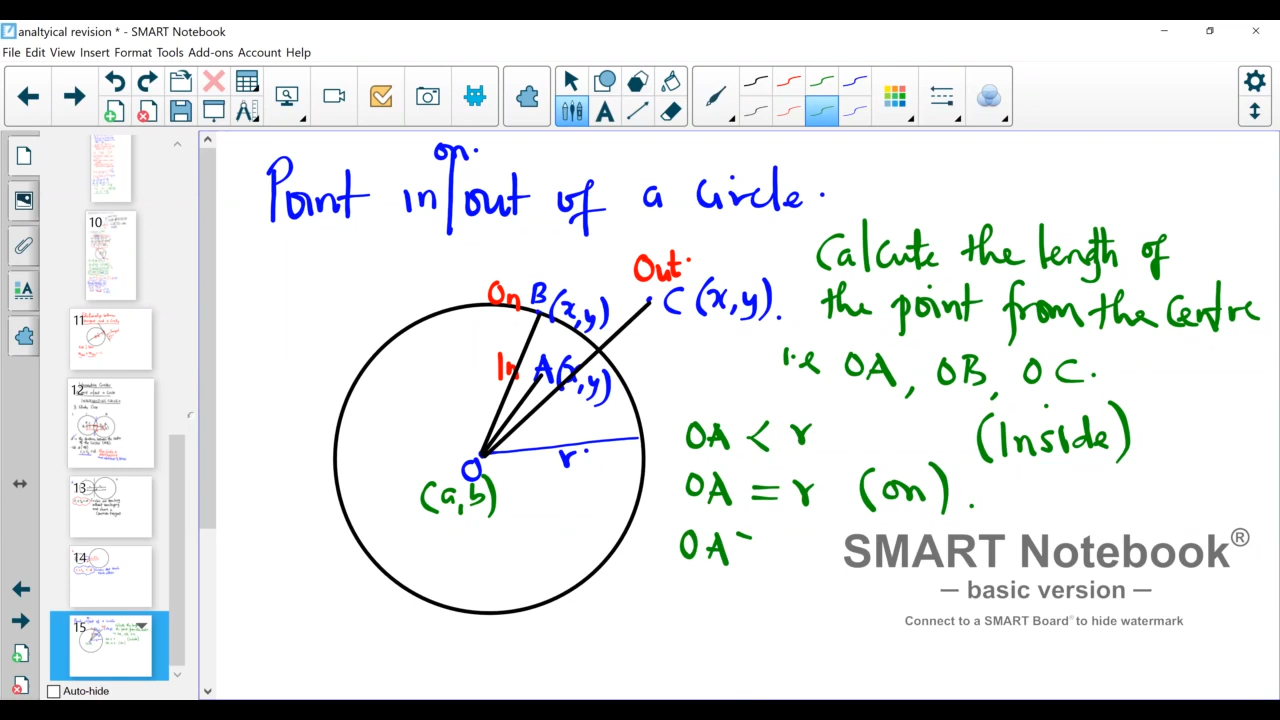 analtyical revision * - SMART Notebook
File Edit View Insert Format Tools Add-ons Account Help
on.
Point in/out of a circle.
Calcute the length of
the point from the centre
i.e OA, OB, OC.
Out.
On B (x,y)
C (x,y).
In A(x,y)
O
r.
(a,b)
OA < r (Inside)
OA = r (on).
OA
SMART Notebook®
— basic version —
Connect to a SMART Board® to hide watermark
10
11
12
13
14
15
Auto-hide